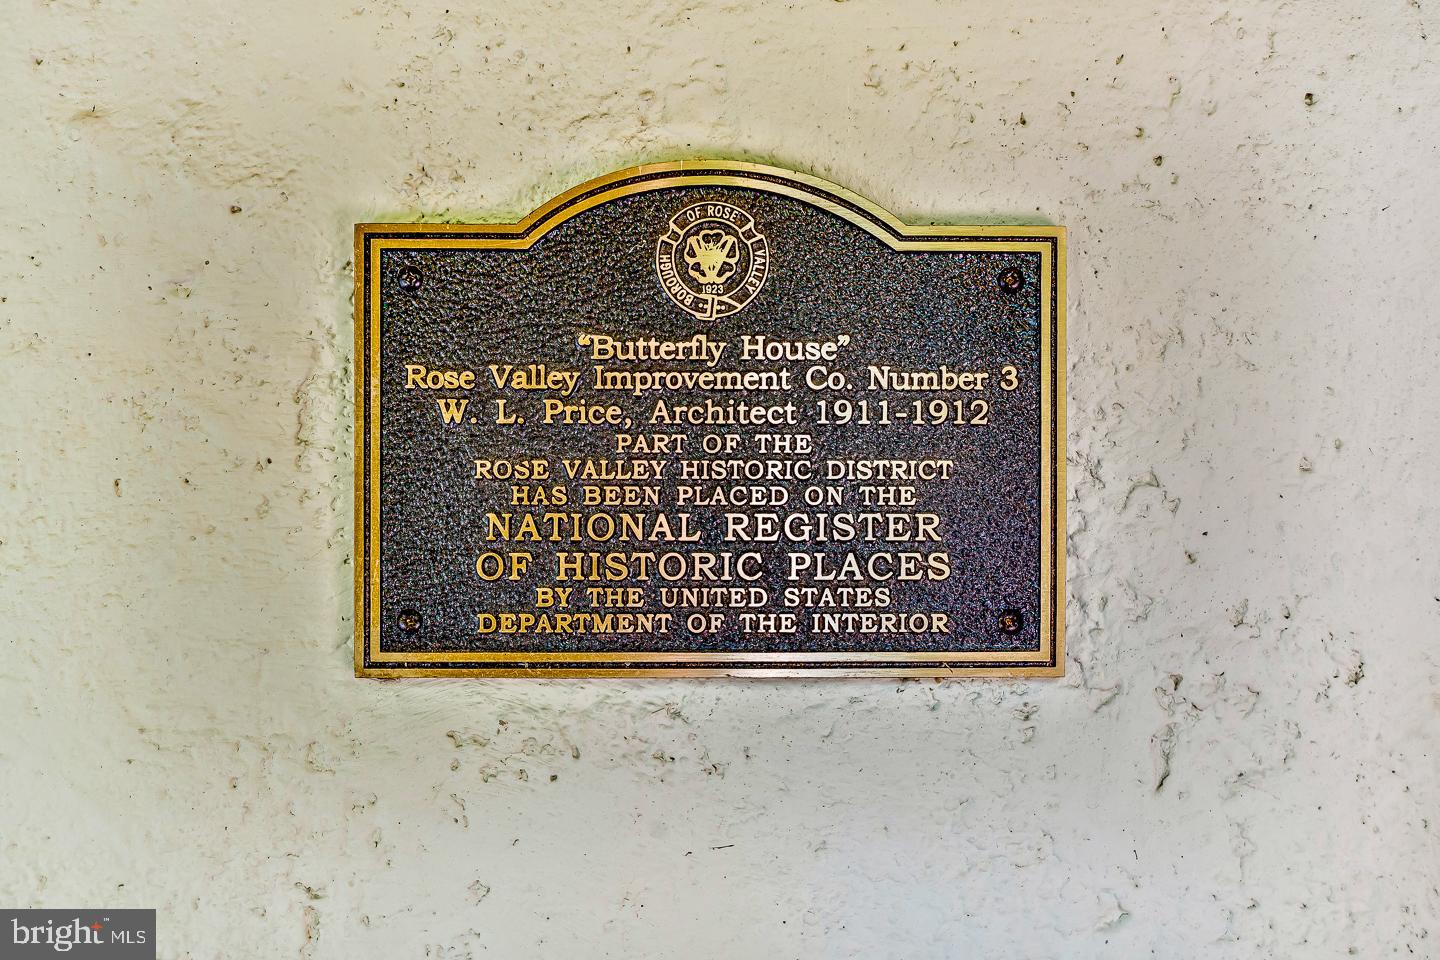 BOROUGH OF ROSE VALLEY
1923
“Butterfly House”
Rose Valley Improvement Co. Number 3
W. L. Price, Architect 1911-1912
PART OF THE
ROSE VALLEY HISTORIC DISTRICT
HAS BEEN PLACED ON THE
NATIONAL REGISTER
OF HISTORIC PLACES
BY THE UNITED STATES
DEPARTMENT OF THE INTERIOR
bright™ MLS